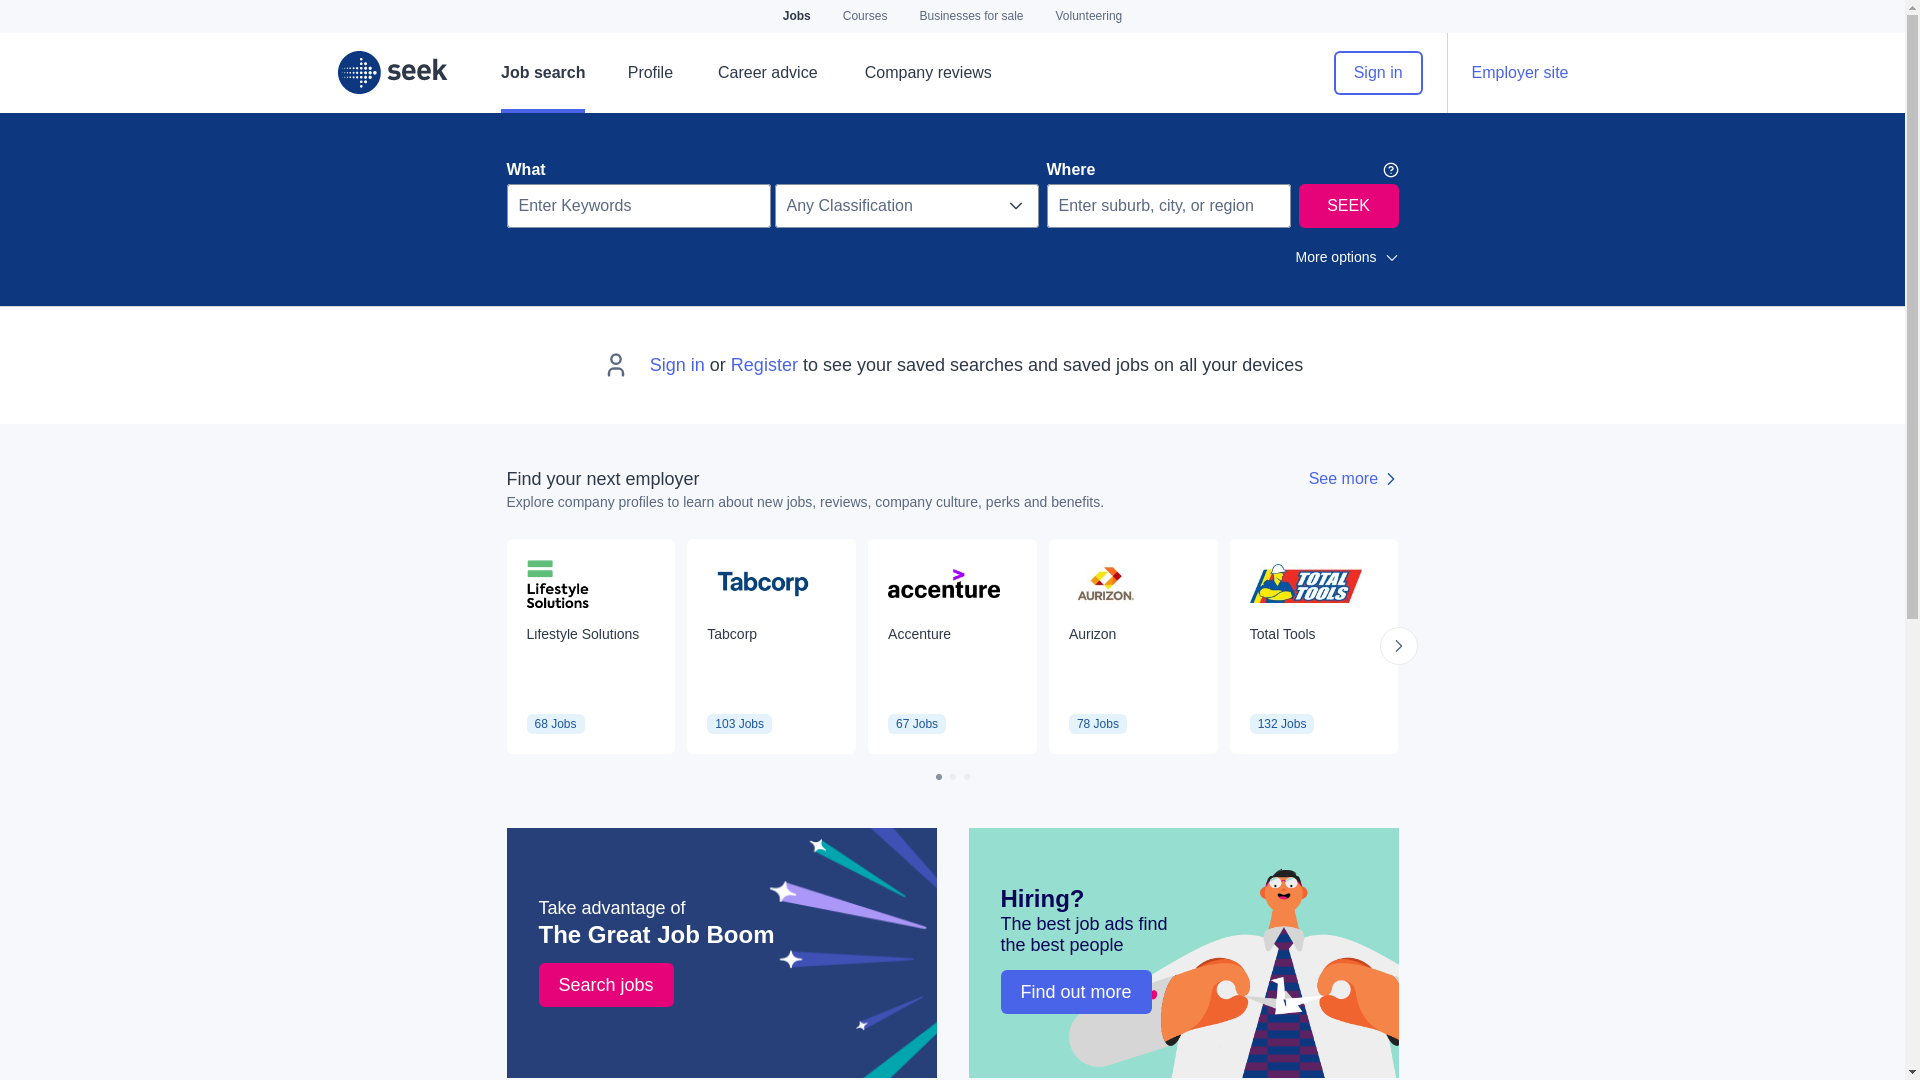 Jobs Courses Businesses for sale Volunteering
seek Job search Profile Career advice Company reviews Sign in Employer site
What Where
Enter Keywords Any Classification Enter suburb, city, or region SEEK
More options
Sign in or Register to see your saved searches and saved jobs on all your devices
Find your next employer See more
Explore company profiles to learn about new jobs, reviews, company culture, perks and benefits.
Lifestyle
Solutions
Tabcorp
accenture
AURIZON
TOTAL
TOOLS
Lifestyle Solutions Tabcorp Accenture Aurizon Total Tools
68 Jobs 103 Jobs 67 Jobs 78 Jobs 132 Jobs
Take advantage of
The Great Job Boom
Search jobs
Hiring?
The best job ads find
the best people
Find out more